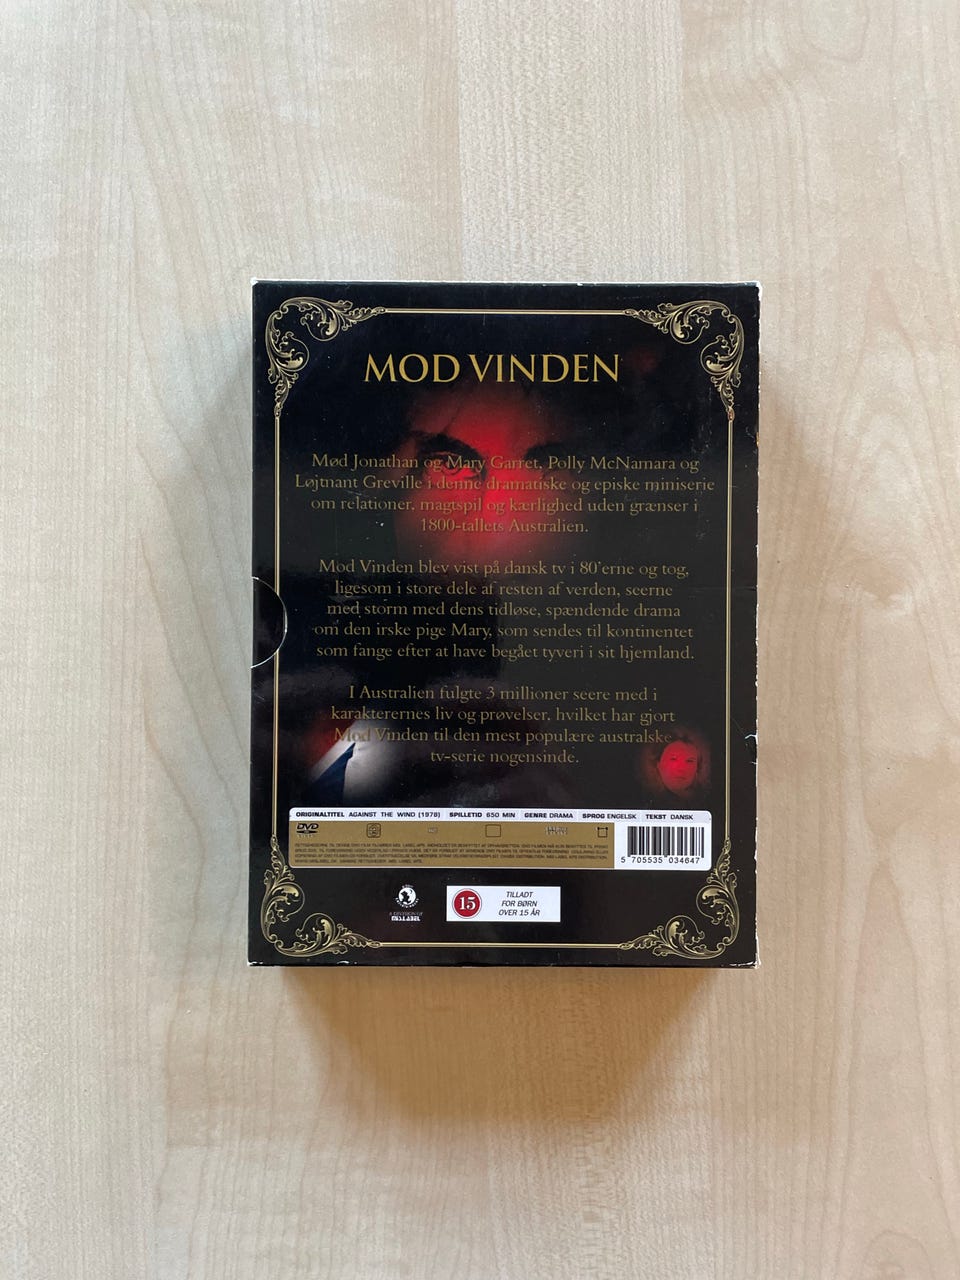 MOD VINDEN
Mød Jonathan og Mary Garret, Polly McNamara og
Løjtnant Greville i denne dramatiske og episke miniserie
om relationer, magtspil og kærlighed uden grænser i
1800-tallets Australien.
Mod Vinden blev vist på dansk tv i 80'erne og tog,
ligesom i store dele af resten af verden, seerne
med storm med dens tidløse, spændende drama
om den irske pige Mary, som sendes til kontinentet
som fange efter at have begået tyveri i sit hjemland.
I Australien fulgte 3 millioner seere med i
karakterernes liv og prøvelser, hvilket har gjort
Mod Vinden til den mest populære australske
tv-serie nogensinde.
ORIGINALTITEL AGAINST THE WIND (1978) SPILLETID 650 MIN GENRE DRAMA SPROG ENGELSK TEKST DANSK
DVD
5 705535 034647
A DIVISION OF
15
TILLADT
FOR BØRN
OVER 15 ÅR